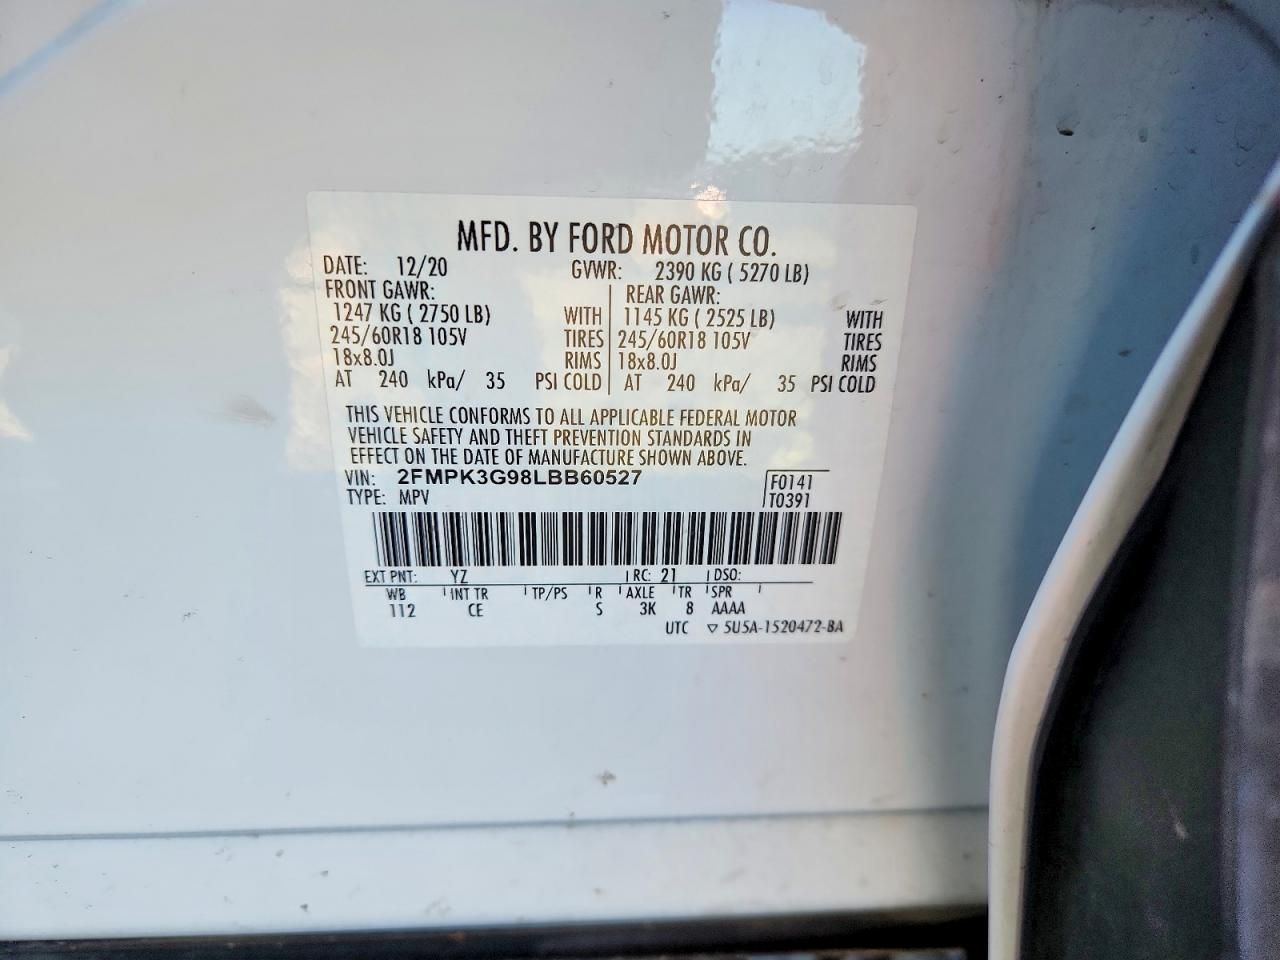 MFD. BY FORD MOTOR CO.
DATE: 12/20 GVWR: 2390 KG ( 5270 LB)
FRONT GAWR: REAR GAWR:
1247 KG ( 2750 LB) WITH 1145 KG ( 2525 LB) WITH
245/60R18 105V TIRES 245/60R18 105V TIRES
18x8.0J RIMS 18x8.0J RIMS
AT 240 kPa/ 35 PSI COLD AT 240 kPa/ 35 PSI COLD
THIS VEHICLE CONFORMS TO ALL APPLICABLE FEDERAL MOTOR
VEHICLE SAFETY AND THEFT PREVENTION STANDARDS IN
EFFECT ON THE DATE OF MANUFACTURE SHOWN ABOVE.
VIN: 2FMPK3G98LBB60527 F0141
TYPE: MPV T0391
EXT PNT: YZ RC: 21 DSO:
WB INT TR TP/PS R AXLE TR SPR
112 CE S 3K 8 AAAA
UTC ▽ 5U5A-1520472-BA